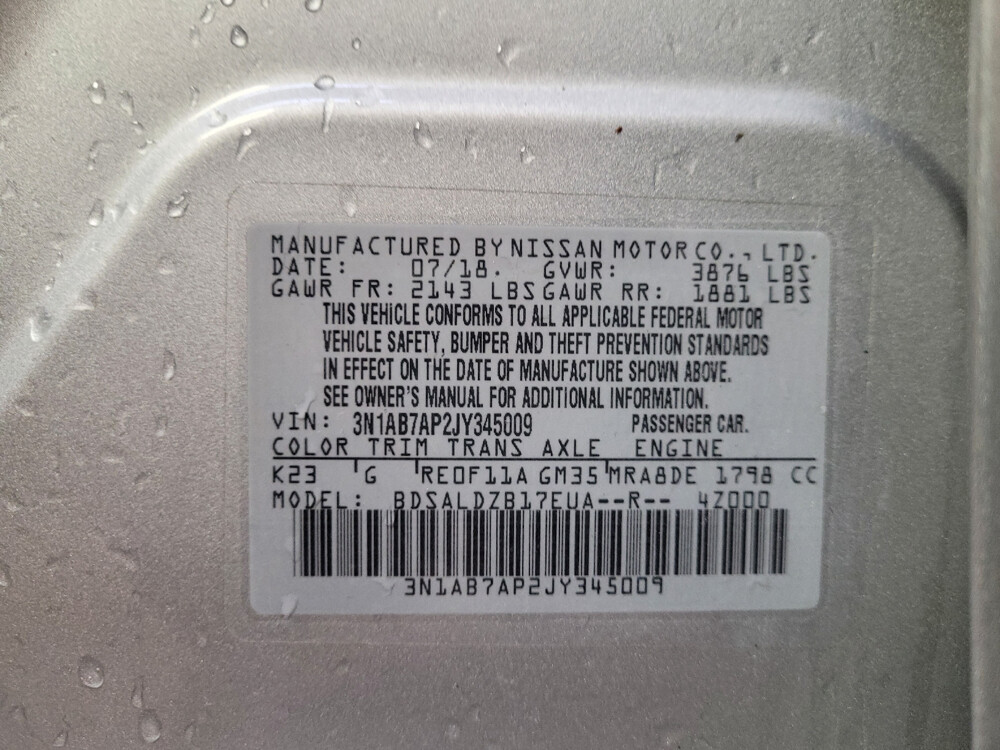 MANUFACTURED BY NISSAN MOTOR CO., LTD.
DATE: 07/18. GVWR: 3876 LBS
GAWR FR: 2143 LBS GAWR RR: 1881 LBS
THIS VEHICLE CONFORMS TO ALL APPLICABLE FEDERAL MOTOR
VEHICLE SAFETY, BUMPER AND THEFT PREVENTION STANDARDS
IN EFFECT ON THE DATE OF MANUFACTURE SHOWN ABOVE.
SEE OWNER'S MANUAL FOR ADDITIONAL INFORMATION.
VIN: 3N1AB7AP2JY345009 PASSENGER CAR.
COLOR TRIM TRANS AXLE ENGINE
K23 G RE0F11A GM35 MRA8DE 1798 CC
MODEL: BDSALDZB17EUA--R-- 4Z000
3N1AB7AP2JY345009